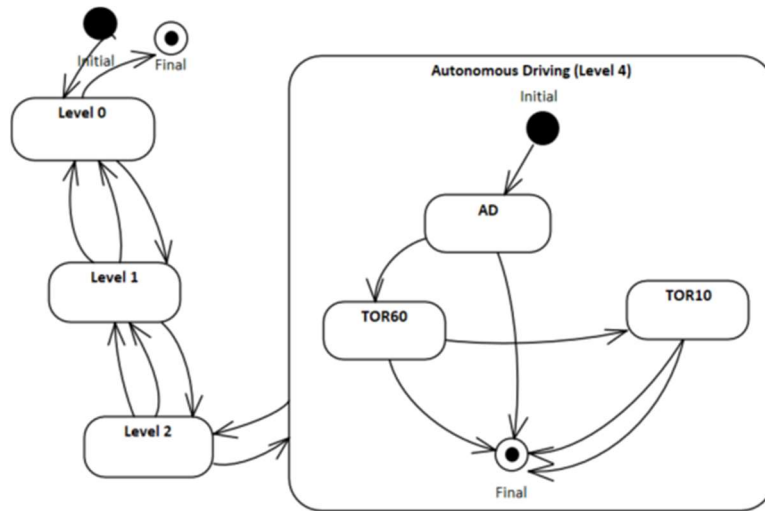 Initial
Final
Level 0
Level 1
Level 2
Autonomous Driving (Level 4)
Initial
AD
TOR60
TOR10
Final